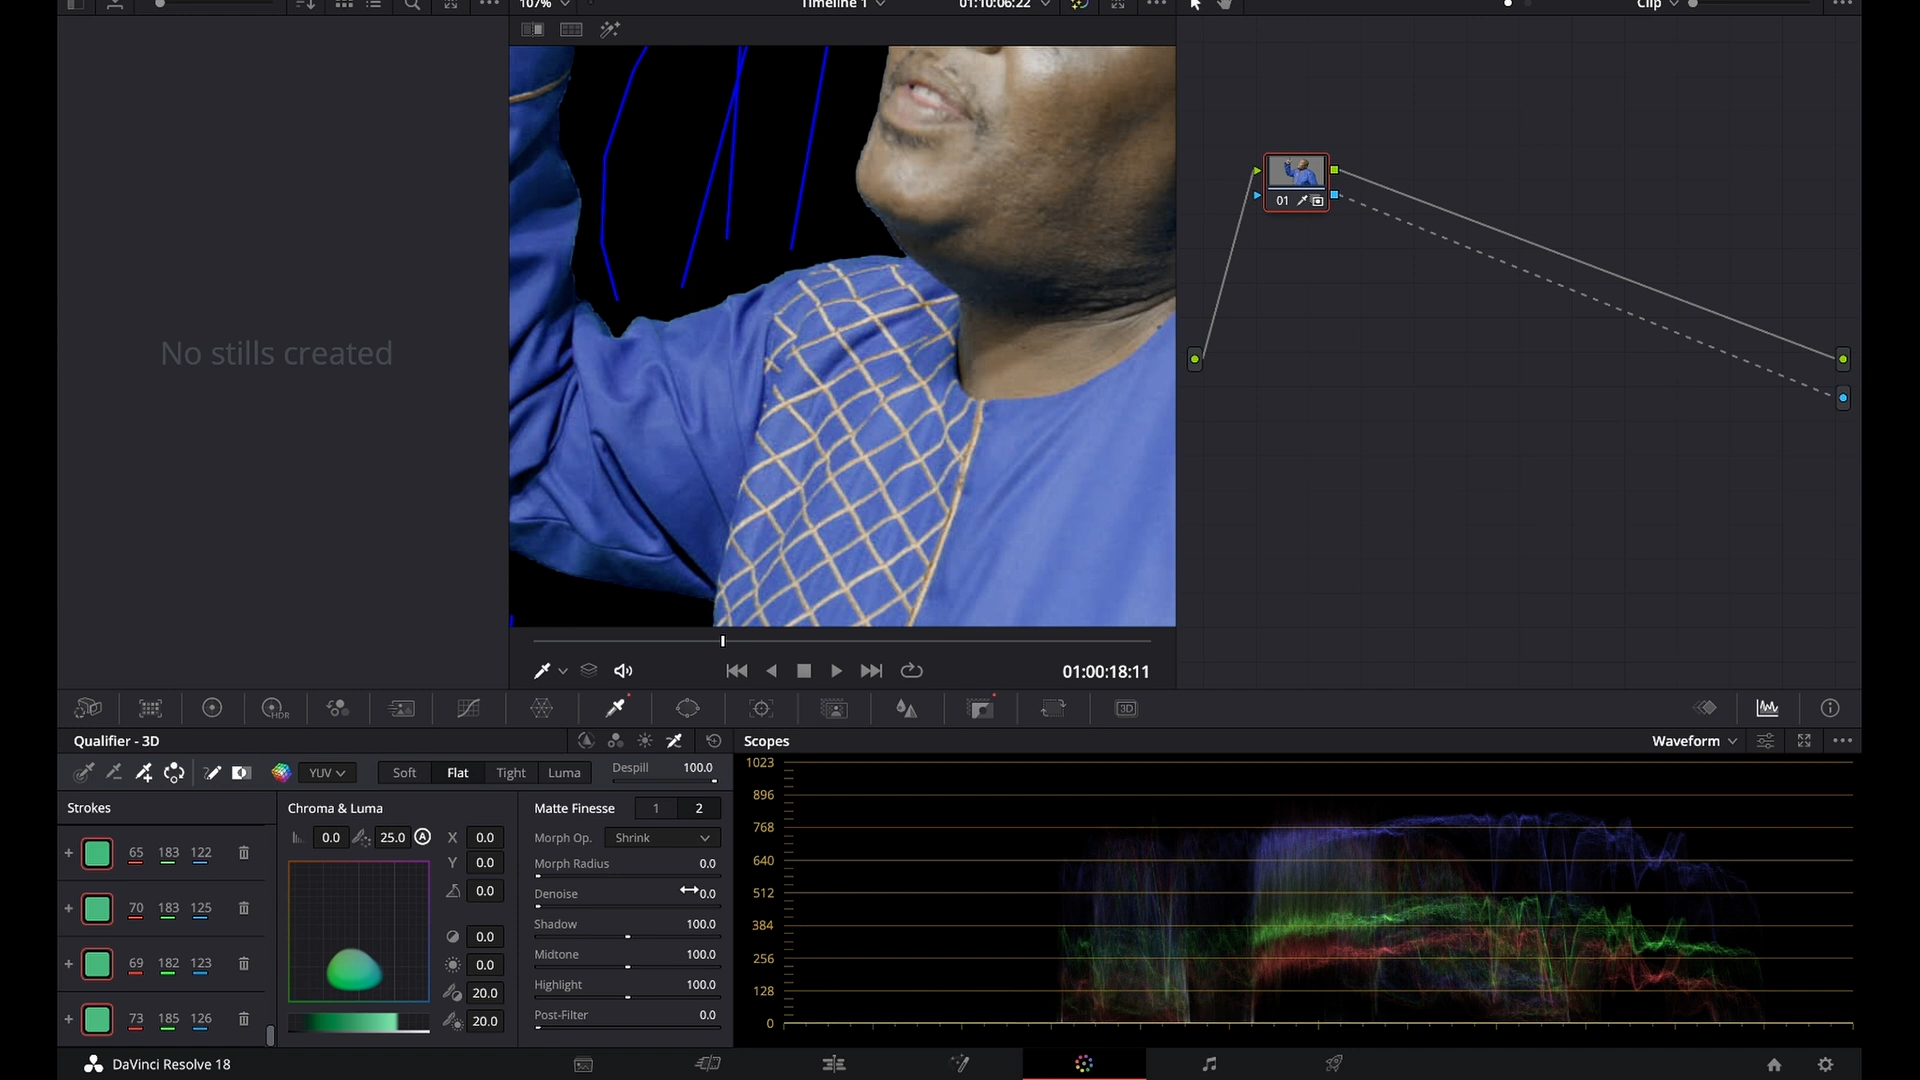 107%
Timeline 1
01:10:06:22
Clip
No stills created
01
01:00:18:11
HDR
3D
Qualifier - 3D
Scopes
Waveform
YUV
Soft
Flat
Tight
Luma
Despill
100.0
Strokes
Chroma & Luma
Matte Finesse
1
2
0.0
25.0
A
X
0.0
Y
0.0
0.0
0.0
0.0
20.0
20.0
65 183 122
70 183 125
69 182 123
73 185 126
Morph Op.
Shrink
Morph Radius 0.0
Denoise 0.0
Shadow 100.0
Midtone 100.0
Highlight 100.0
Post-Filter 0.0
1023
896
768
640
512
384
256
128
0
DaVinci Resolve 18